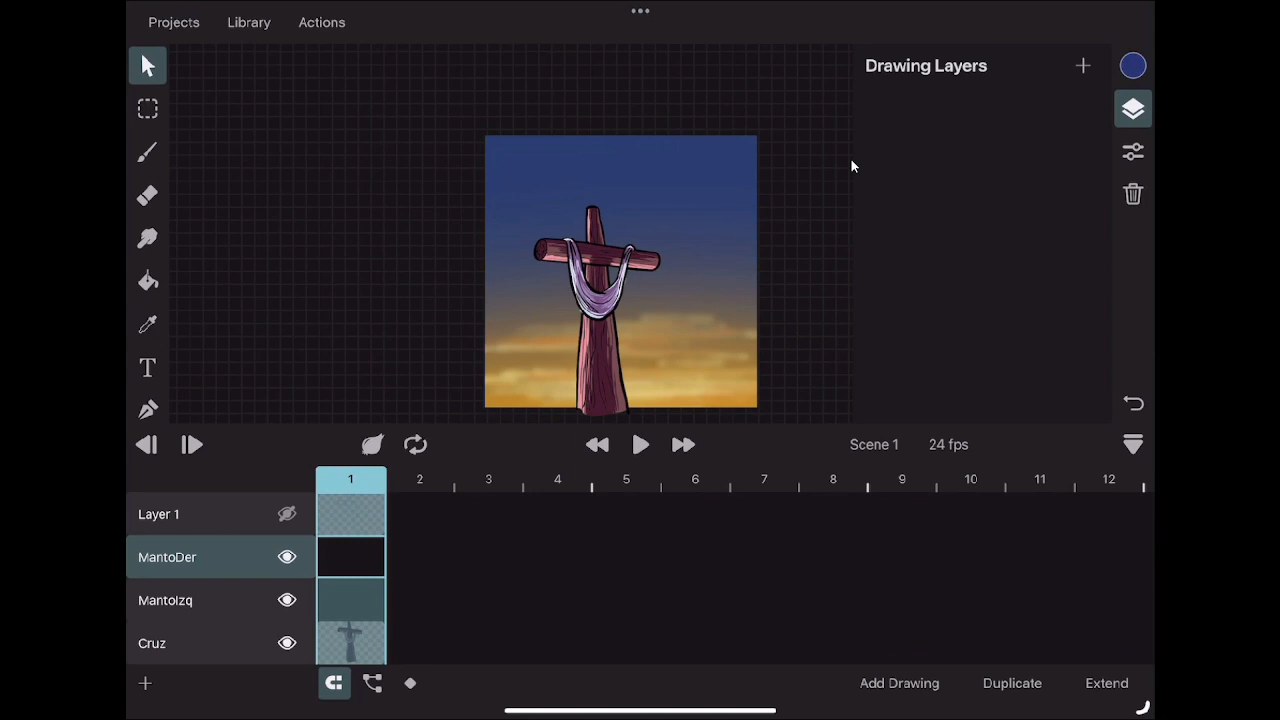 Projects Library Actions
Drawing Layers
T
Scene 1 24 fps
1 2 3 4 5 6 7 8 9 10 11 12
Layer 1
MantoDer
MantoIzq
Cruz
Add Drawing Duplicate Extend